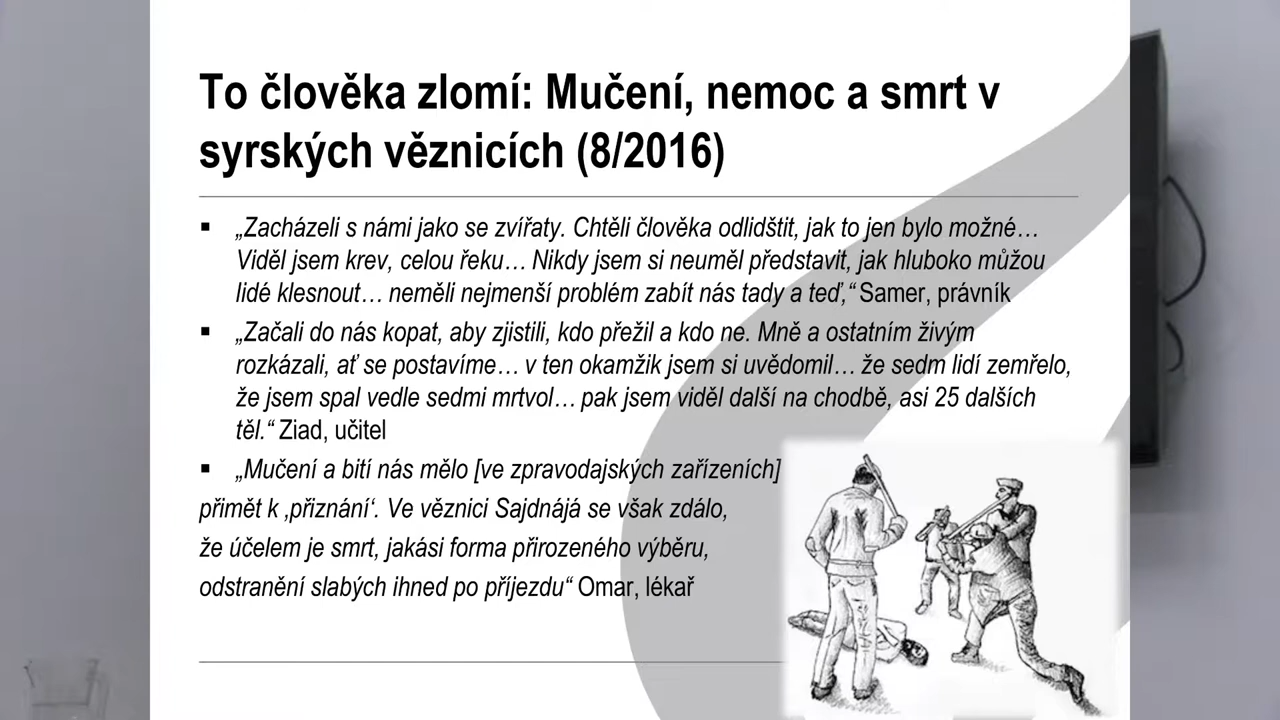 To člověka zlomí: Mučení, nemoc a smrt v
syrských věznicích (8/2016)
▪ „Zacházeli s námi jako se zvířaty. Chtěli člověka odlidštit, jak to jen bylo možné…
Viděl jsem krev, celou řeku… Nikdy jsem si neuměl představit, jak hluboko můžou
lidé klesnout… neměli nejmenší problém zabít nás tady a teď,“ Samer, právník
▪ „Začali do nás kopat, aby zjistili, kdo přežil a kdo ne. Mně a ostatním živým
rozkázali, ať se postavíme… v ten okamžik jsem si uvědomil… že sedm lidí zemřelo,
že jsem spal vedle sedmi mrtvol… pak jsem viděl další na chodbě, asi 25 dalších
těl.“ Ziad, učitel
▪ „Mučení a bití nás mělo [ve zpravodajských zařízeních]
přimět k ‚přiznání‘. Ve věznici Sajdnájá se však zdálo,
že účelem je smrt, jakási forma přirozeného výběru,
odstranění slabých ihned po příjezdu“ Omar, lékař